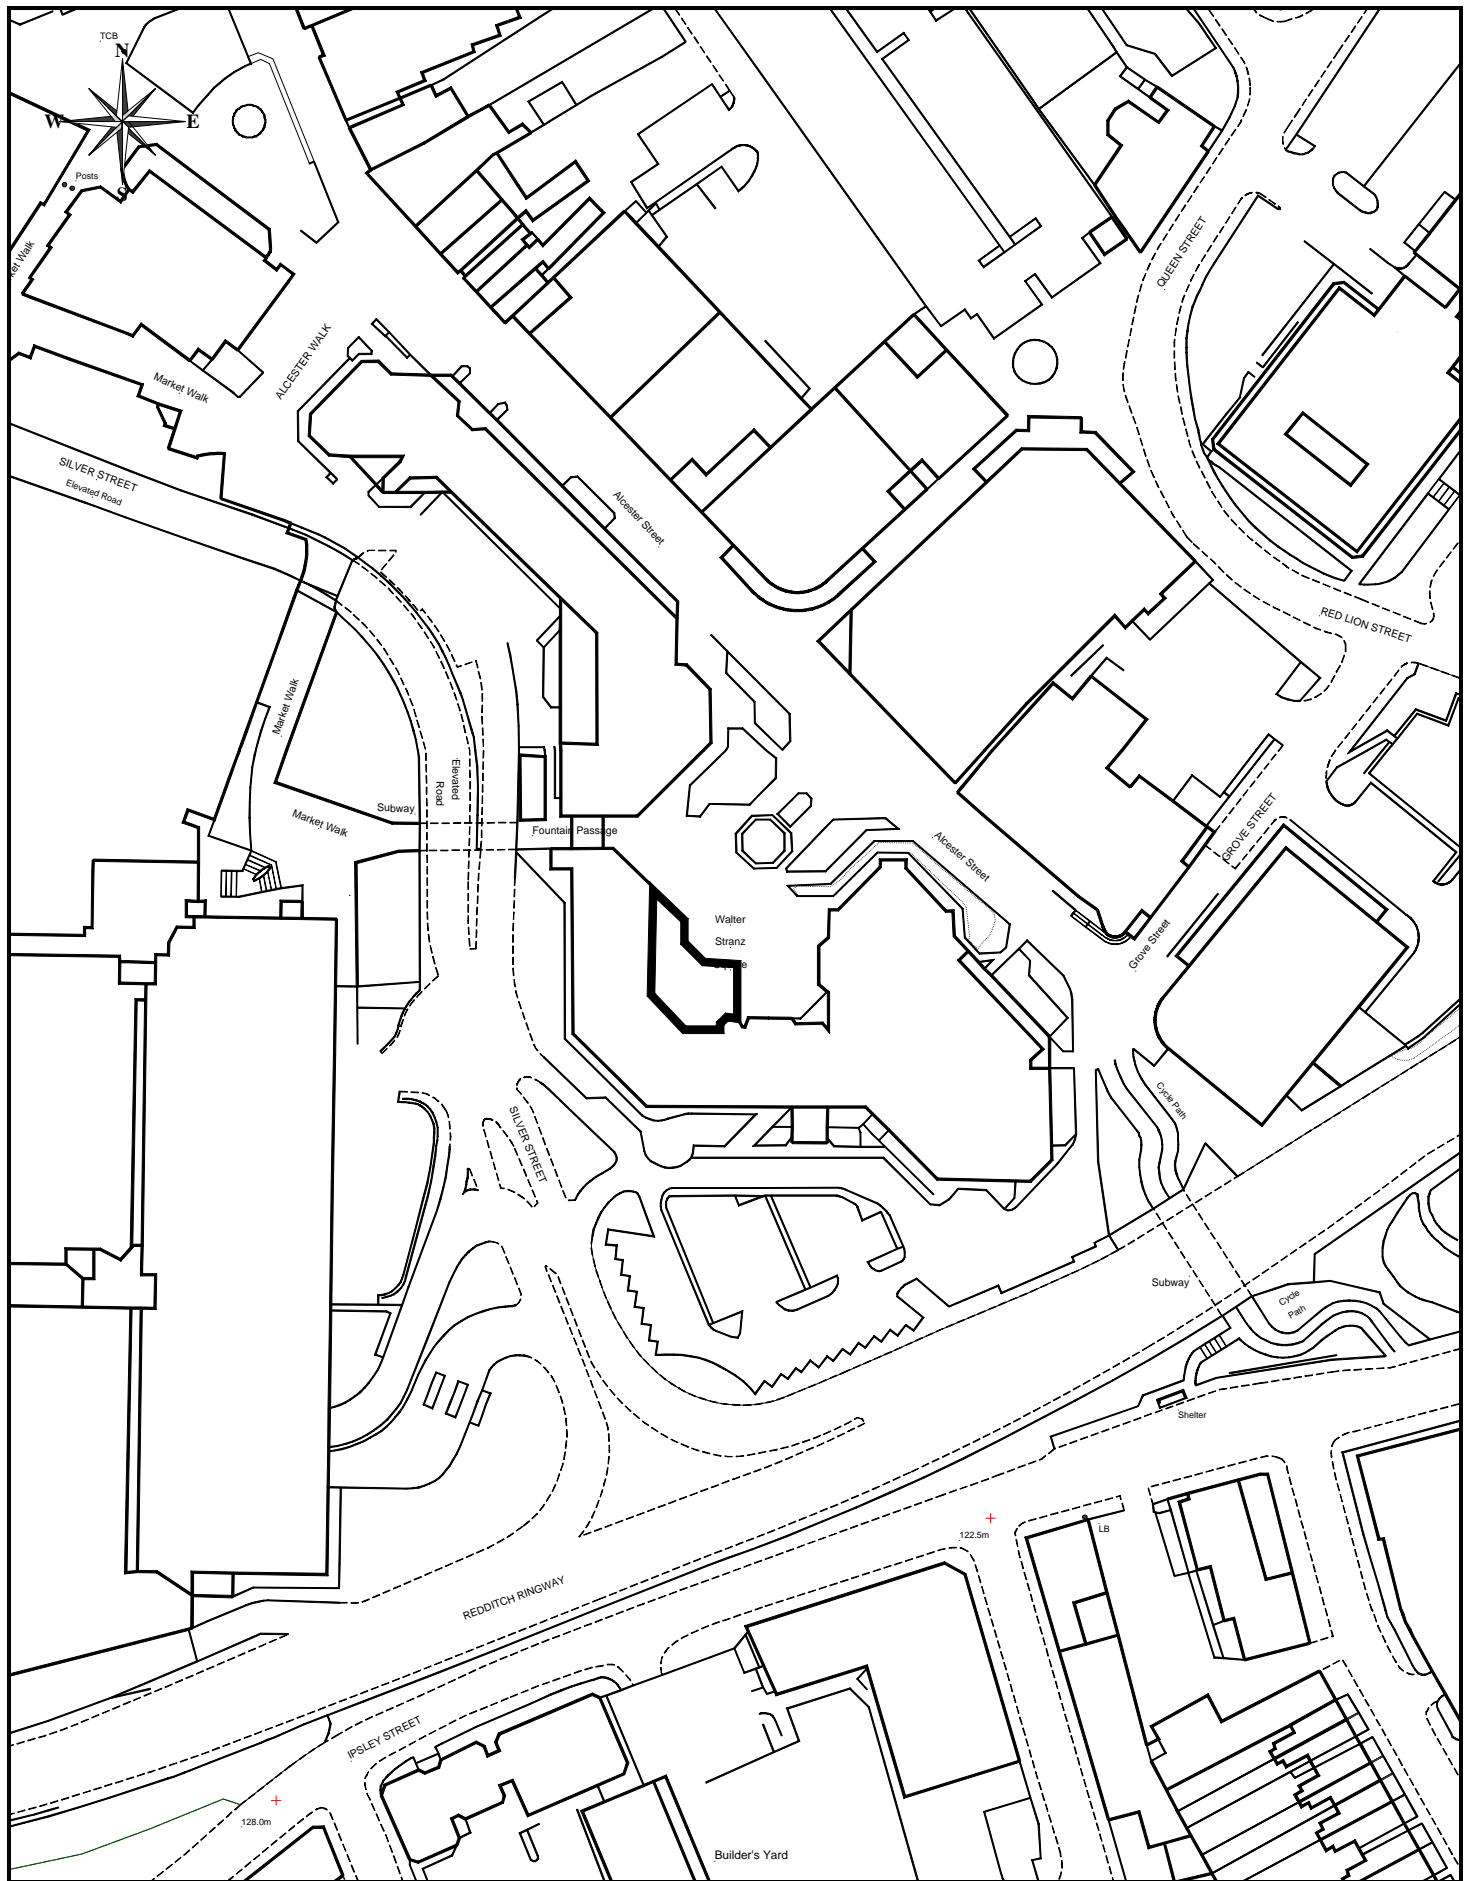 TCB
N
W
E
S
Posts
ket Walk
ALCESTER WALK
Market Walk
SILVER STREET
Elevated Road
QUEEN STREET
Alcester Street
RED LION STREET
Market Walk
Elevated
Road
Subway
Market Walk
Fountain Passage
GROVE STREET
Alcester Street
Walter
Stranz
Grove Street
SILVER STREET
Cycle Path
Subway
Cycle
Path
Shelter
122.5m
LB
REDDITCH RINGWAY
IPSLEY STREET
128.0m
Builder's Yard